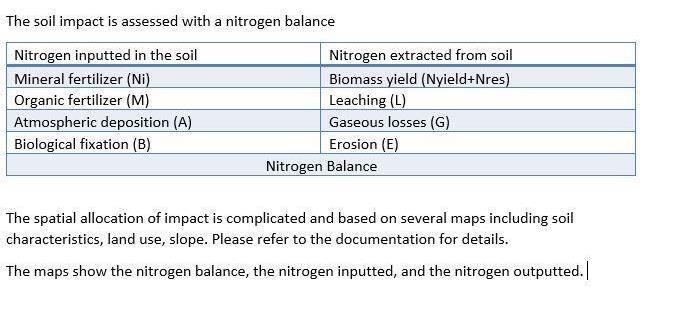 The soil impact is assessed with a nitrogen balance
Nitrogen inputted in the soil Nitrogen extracted from soil
Mineral fertilizer (Ni) Biomass yield (Nyield+Nres)
Organic fertilizer (M) Leaching (L)
Atmospheric deposition (A) Gaseous losses (G)
Biological fixation (B) Erosion (E)
Nitrogen Balance
The spatial allocation of impact is complicated and based on several maps including soil
characteristics, land use, slope. Please refer to the documentation for details.
The maps show the nitrogen balance, the nitrogen inputted, and the nitrogen outputted.